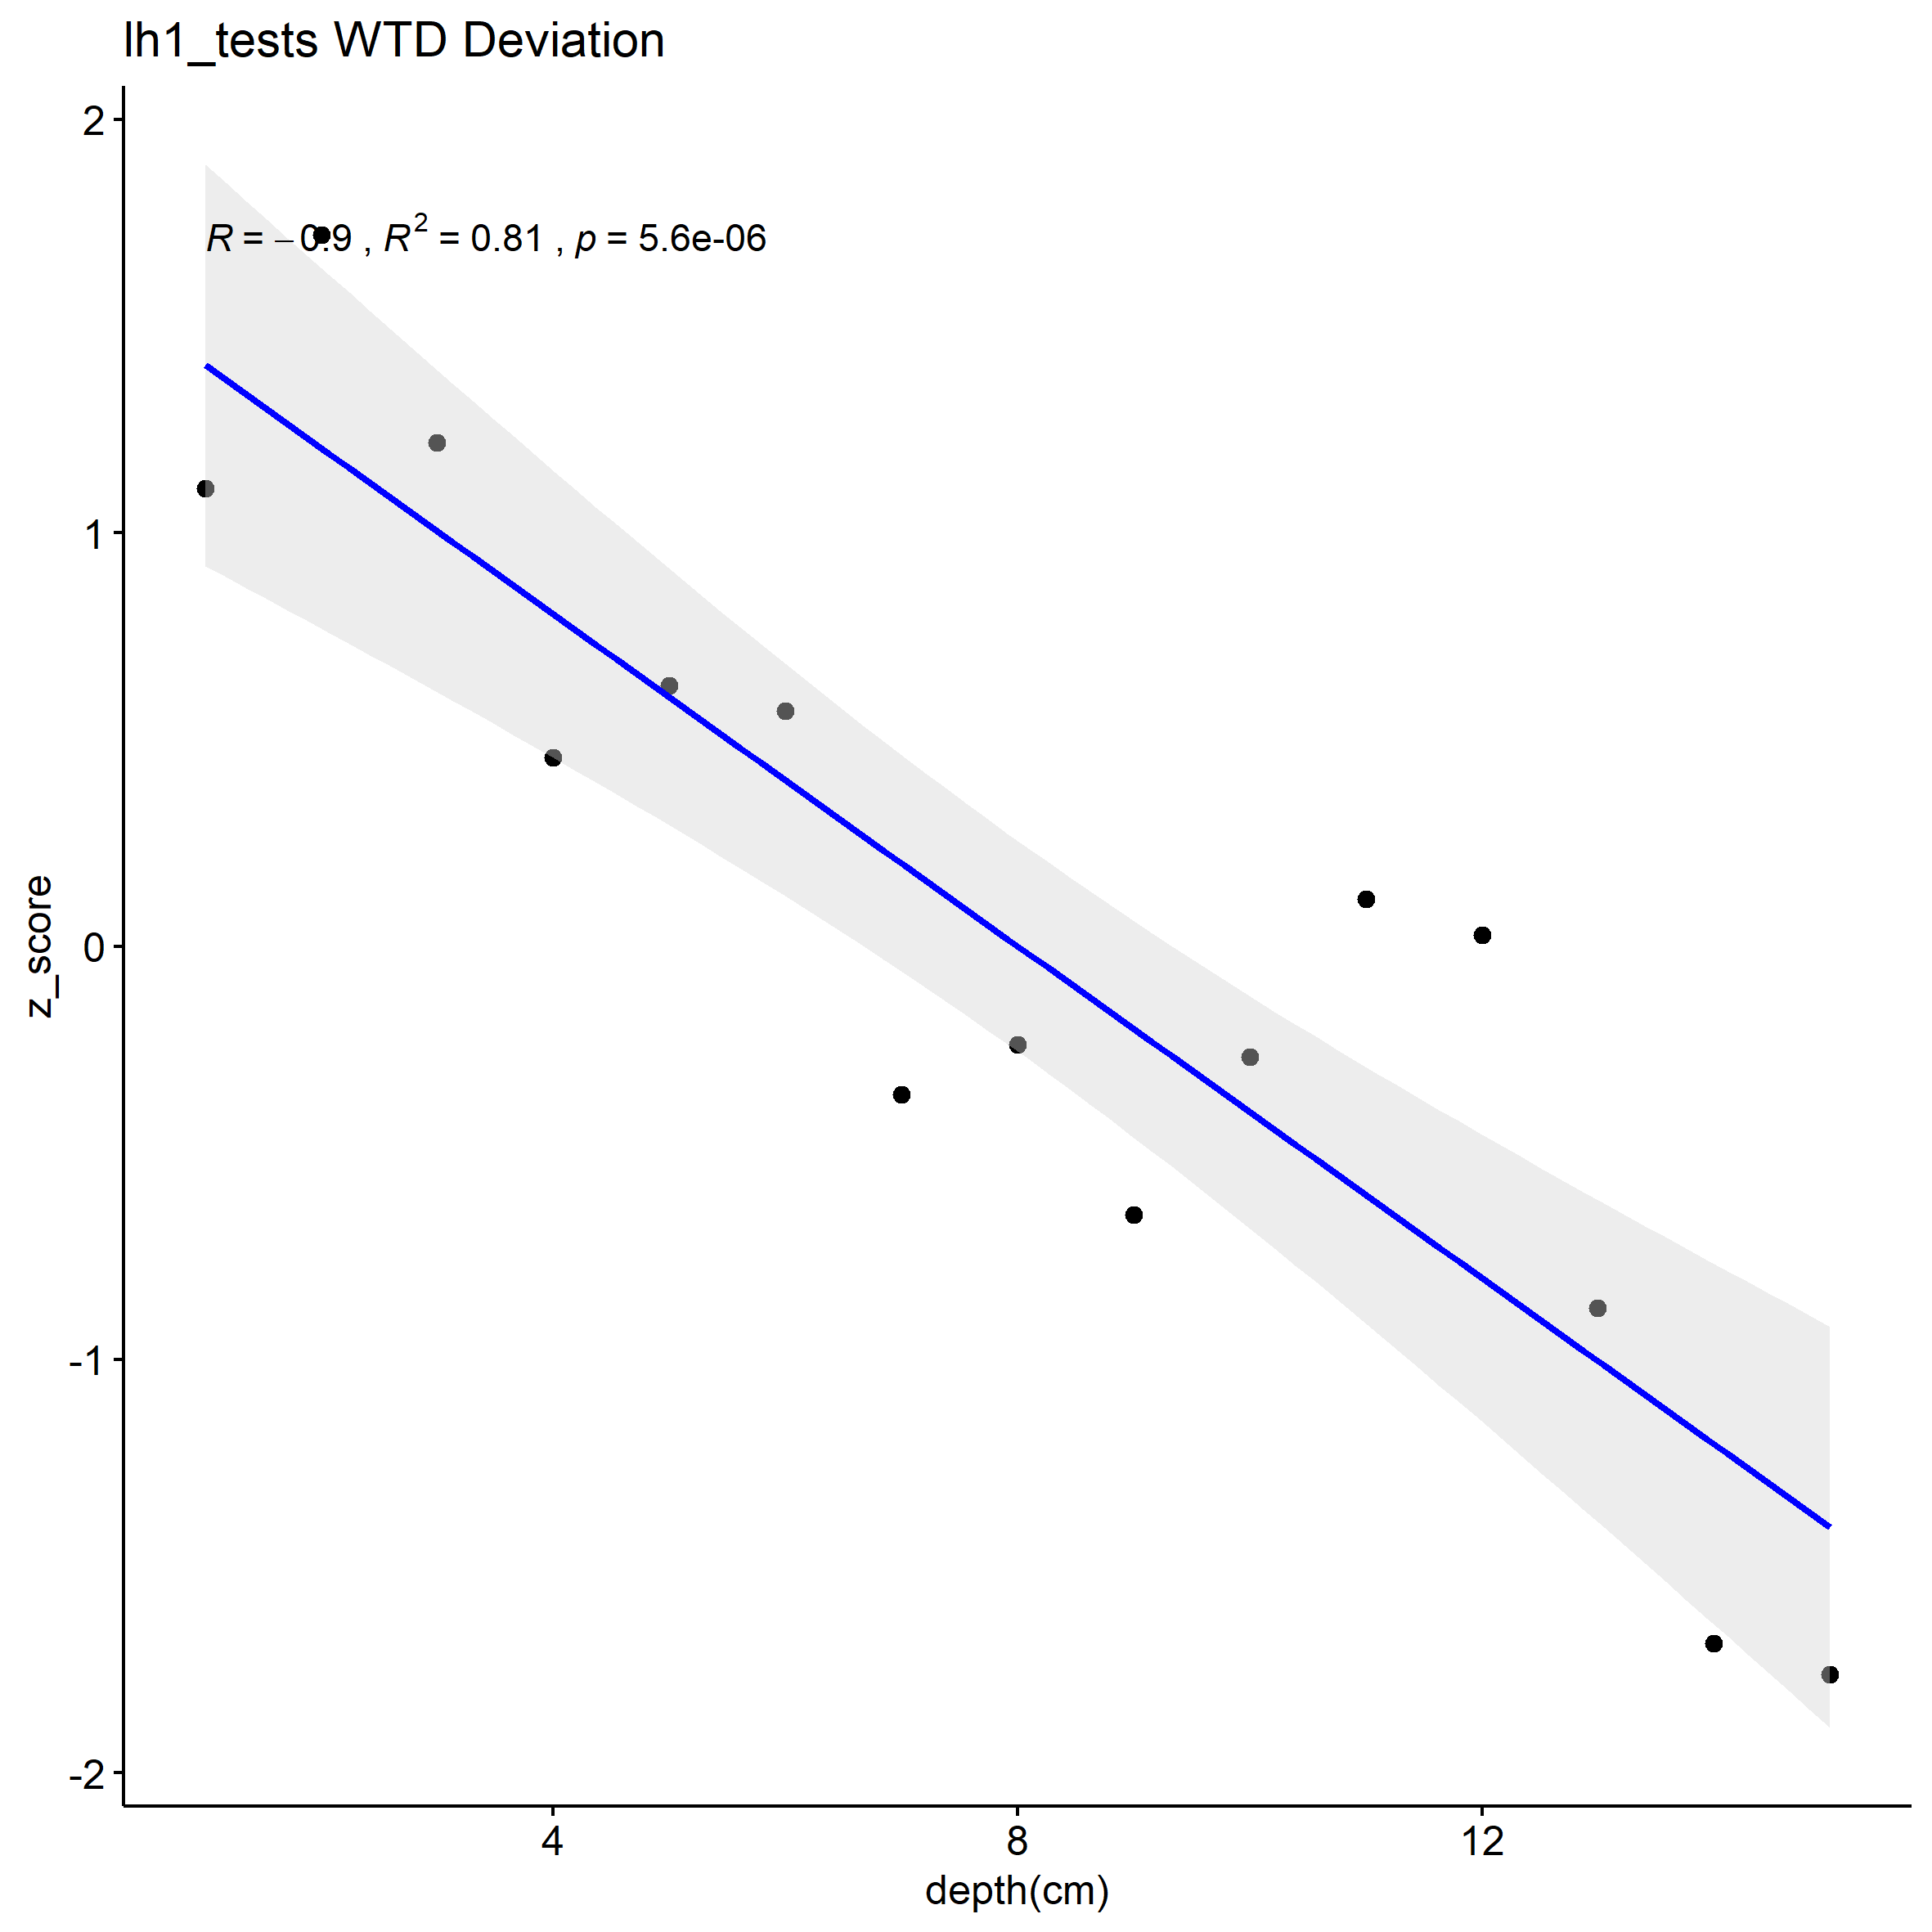 lh1_tests WTD Deviation
2
R = −0.9 , R² = 0.81 , p = 5.6e-06
1
0
-1
-2
z_score
4 8 12
depth(cm)